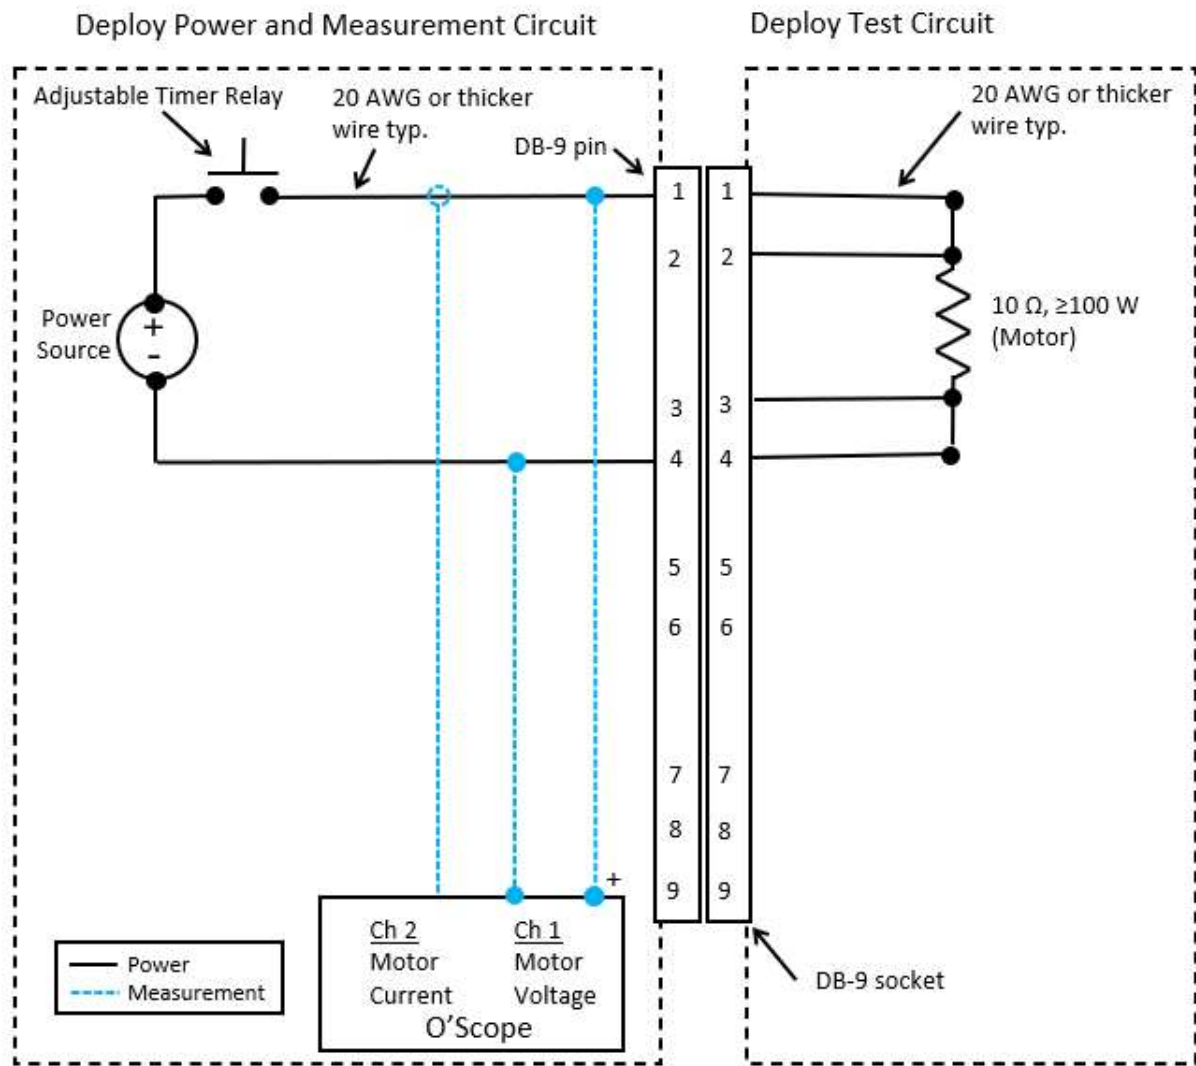 Deploy Power and Measurement Circuit
Deploy Test Circuit
Adjustable Timer Relay
20 AWG or thicker
wire typ.
DB-9 pin
20 AWG or thicker
wire typ.
1
1
2
2
Power
Source
+
-
10 Ω, ≥100 W
(Motor)
3
3
4
4
5
5
6
6
7
7
8
8
9
9
+
Ch 2
Motor
Current
Ch 1
Motor
Voltage
O'Scope
Power
Measurement
DB-9 socket